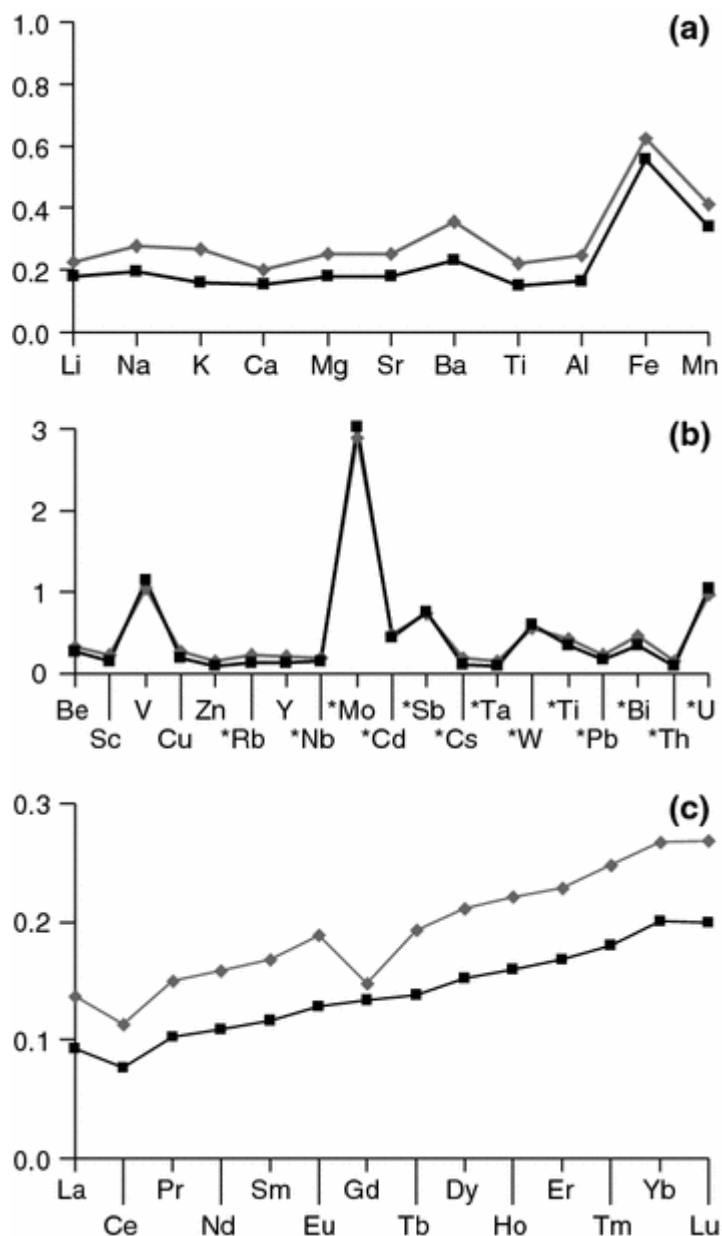 (a)
1.0
0.8
0.6
0.4
0.2
0.0
Li Na K Ca Mg Sr Ba Ti Al Fe Mn
(b)
3
2
1
0
Be V Zn Y *Mo *Sb *Ta *Ti *Bi *U
Sc Cu *Rb *Nb *Cd *Cs *W *Pb *Th
(c)
0.3
0.2
0.1
0.0
La Pr Sm Gd Dy Er Yb
Ce Nd Eu Tb Ho Tm Lu